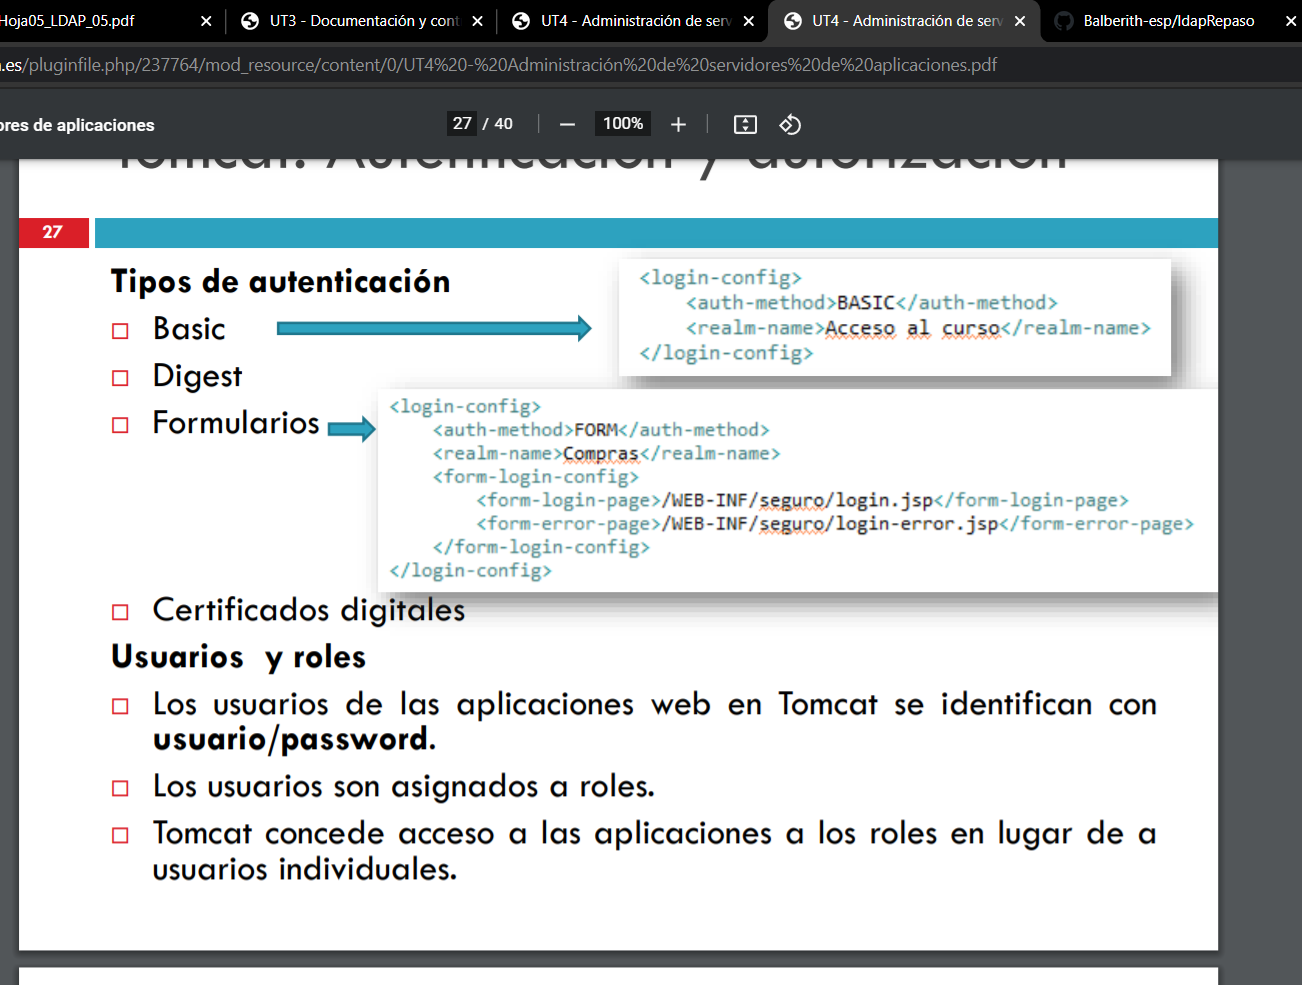 Hoja05_LDAP_05.pdf
UT3 - Documentación y cont
UT4 - Administración de serv
UT4 - Administración de serv
Balberith-esp/ldapRepaso
.es/pluginfile.php/237764/mod_resource/content/0/UT4%20-%20Administración%20de%20servidores%20de%20aplicaciones.pdf
ores de aplicaciones
27 / 40
100%
Tomcat. Autenticación y autorización
27
Tipos de autenticación
Basic
<login-config>
<auth-method>BASIC</auth-method>
<realm-name>Acceso al curso</realm-name>
</login-config>
Digest
Formularios
<login-config>
<auth-method>FORM</auth-method>
<realm-name>Compras</realm-name>
<form-login-config>
<form-login-page>/WEB-INF/seguro/login.jsp</form-login-page>
<form-error-page>/WEB-INF/seguro/login-error.jsp</form-error-page>
</form-login-config>
</login-config>
Certificados digitales
Usuarios y roles
Los usuarios de las aplicaciones web en Tomcat se identifican con
usuario/password.
Los usuarios son asignados a roles.
Tomcat concede acceso a las aplicaciones a los roles en lugar de a
usuarios individuales.